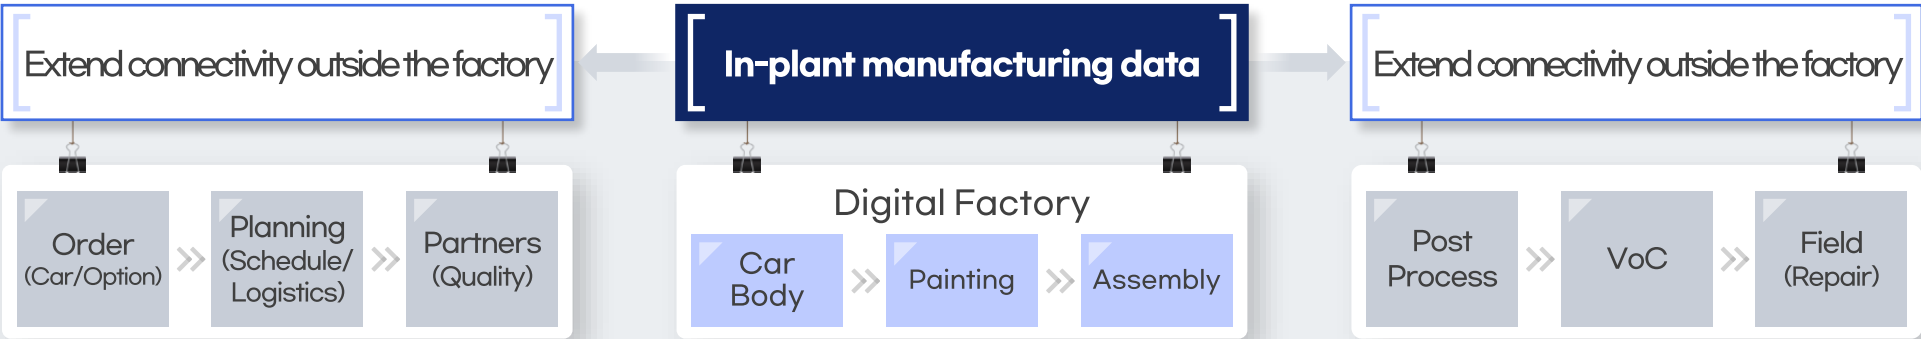 Extend connectivity outside the factory
In-plant manufacturing data
Extend connectivity outside the factory
Order
(Car/Option)
Planning
(Schedule/
Logistics)
Partners
(Quality)
Digital Factory
Car
Body
Painting
Assembly
Post
Process
VoC
Field
(Repair)